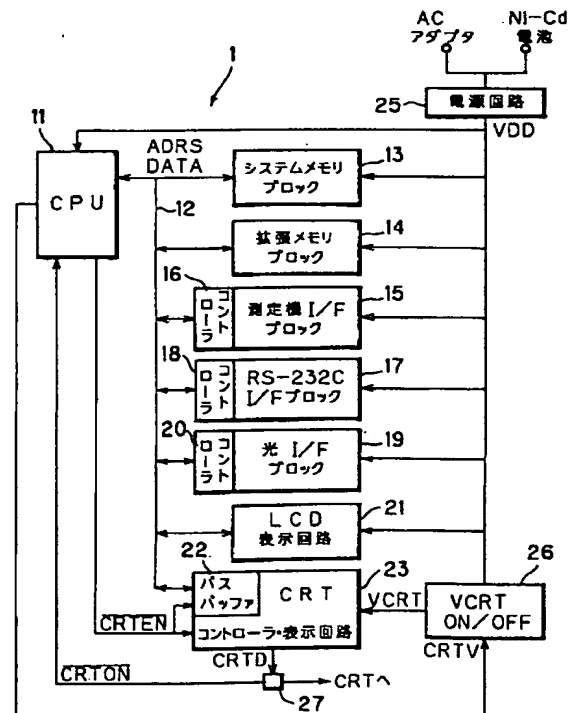 AC
アダプタ
Ni-Cd
電池
1
25
電源回路
VDD
11
CPU
ADRS
DATA
12
システムメモリ
ブロック
13
拡張メモリ
ブロック
14
16
コント
ローラ
測定機 I/F
ブロック
15
18
コント
ローラ
RS-232C
I/Fブロック
17
20
コント
ローラ
光 I/F
ブロック
19
LCD
表示回路
21
22
バス
バッファ
CRT
コントローラ・表示回路
23
VCRT
26
VCRT
ON/OFF
CRTEN
CRTD
CRTV
CRTON
27
CRTへ